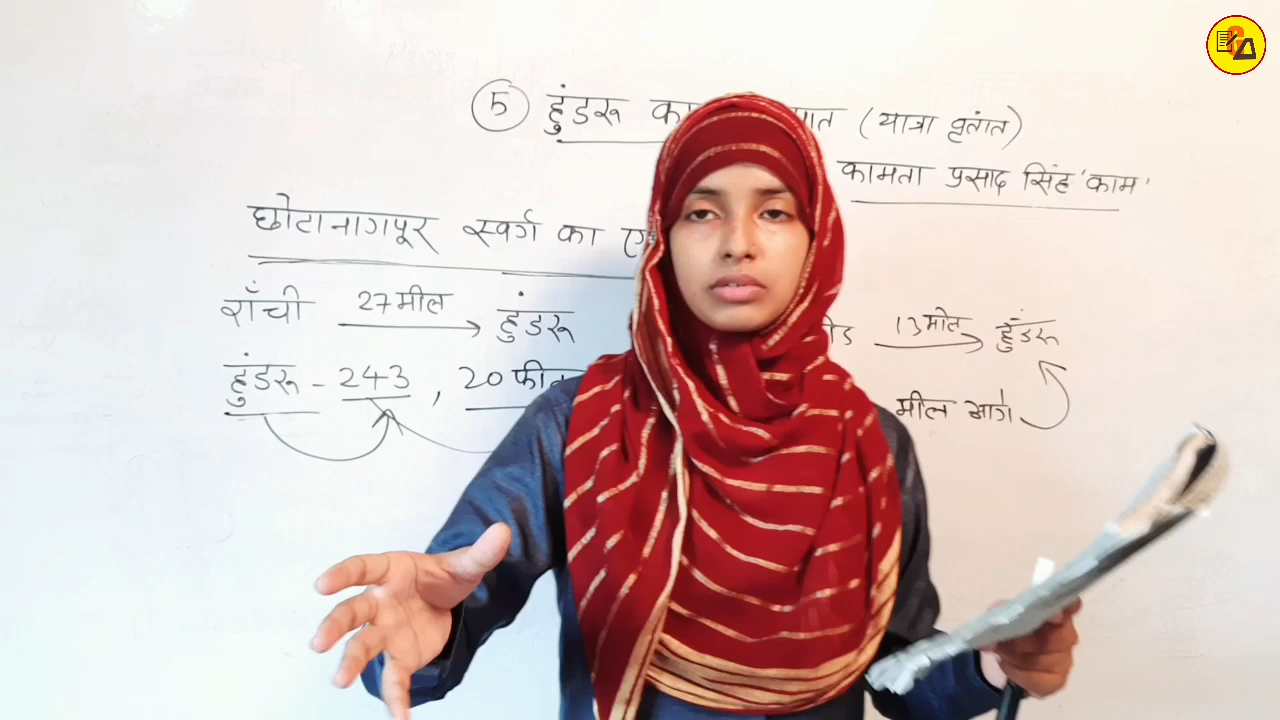 5 हुंडरू का पात (यात्रा वृतांत)
कामता प्रसाद सिंह 'काम'
छोटानागपूर स्वर्ग का ए
राँची 27मील हुंडरू 13मील हुंडरू
हुंडरू - 243 , 20 फीट मील आगे